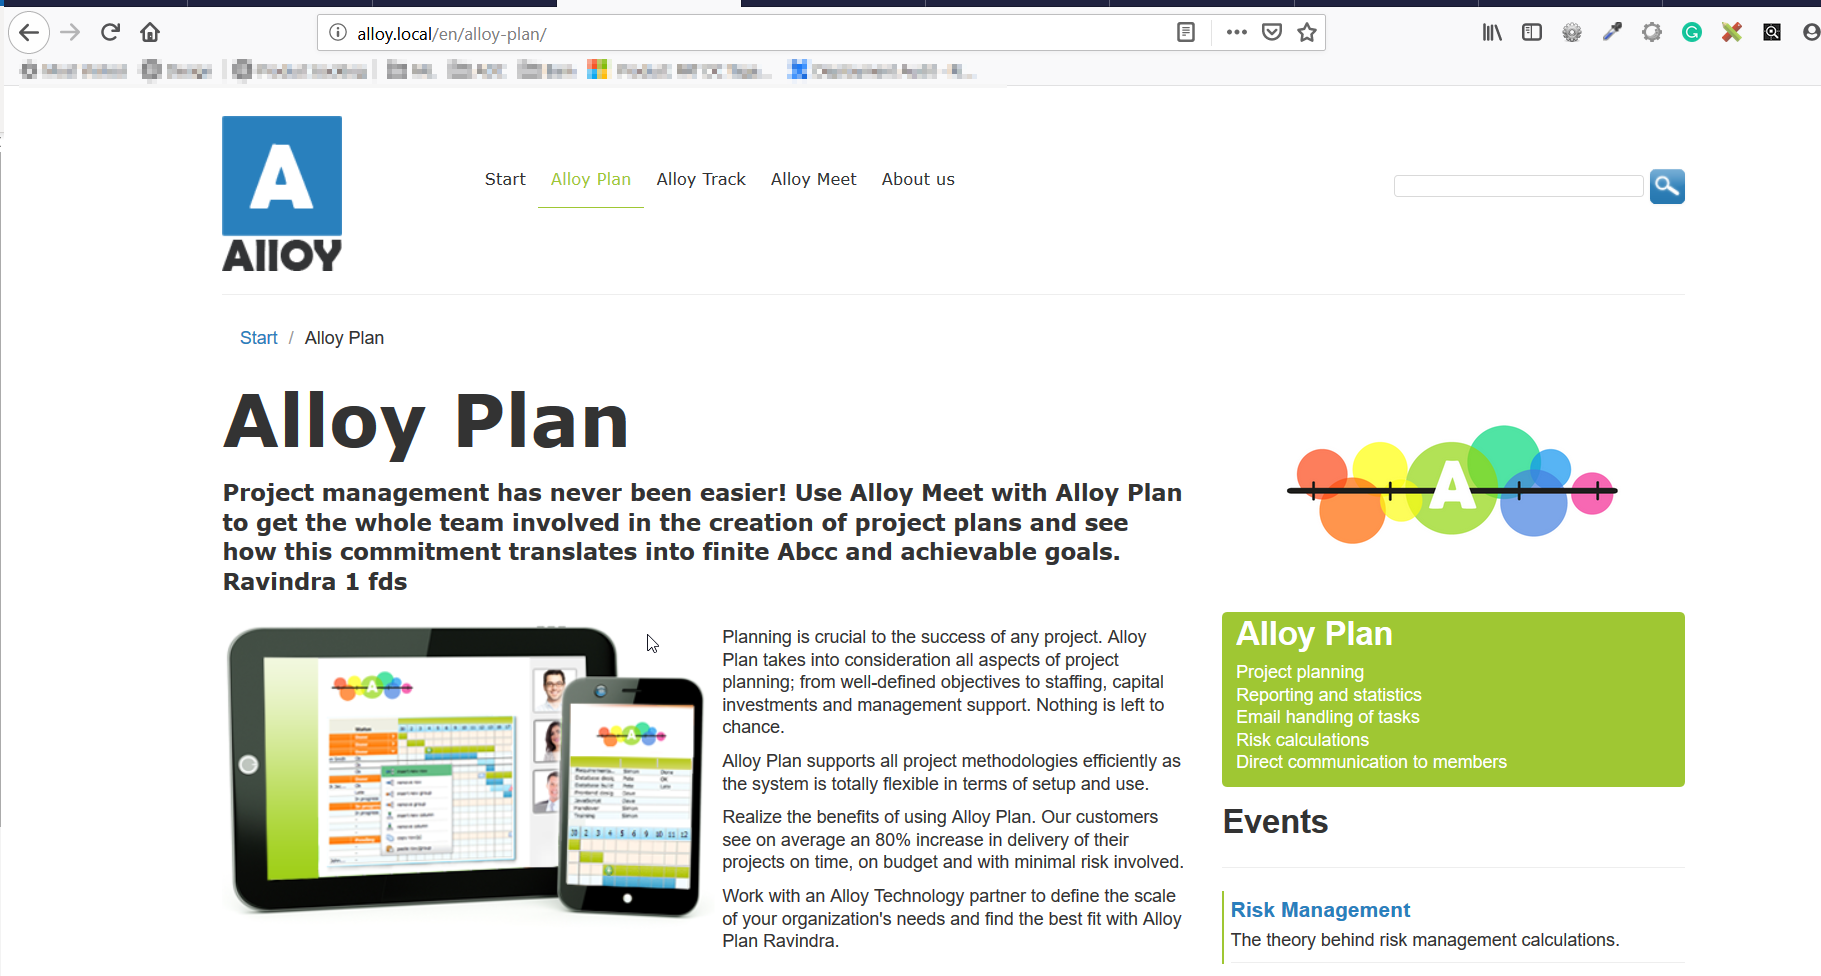 alloy.local/en/alloy-plan/
A
Alloy
Start
Alloy Plan
Alloy Track
Alloy Meet
About us
Start / Alloy Plan
Alloy Plan
Project management has never been easier! Use Alloy Meet with Alloy Plan
to get the whole team involved in the creation of project plans and see
how this commitment translates into finite Abcc and achievable goals.
Ravindra 1 fds
Planning is crucial to the success of any project. Alloy
Plan takes into consideration all aspects of project
planning; from well-defined objectives to staffing, capital
investments and management support. Nothing is left to
chance.
Alloy Plan supports all project methodologies efficiently as
the system is totally flexible in terms of setup and use.
Realize the benefits of using Alloy Plan. Our customers
see on average an 80% increase in delivery of their
projects on time, on budget and with minimal risk involved.
Work with an Alloy Technology partner to define the scale
of your organization's needs and find the best fit with Alloy
Plan Ravindra.
A
Alloy Plan
Project planning
Reporting and statistics
Email handling of tasks
Risk calculations
Direct communication to members
Events
Risk Management
The theory behind risk management calculations.